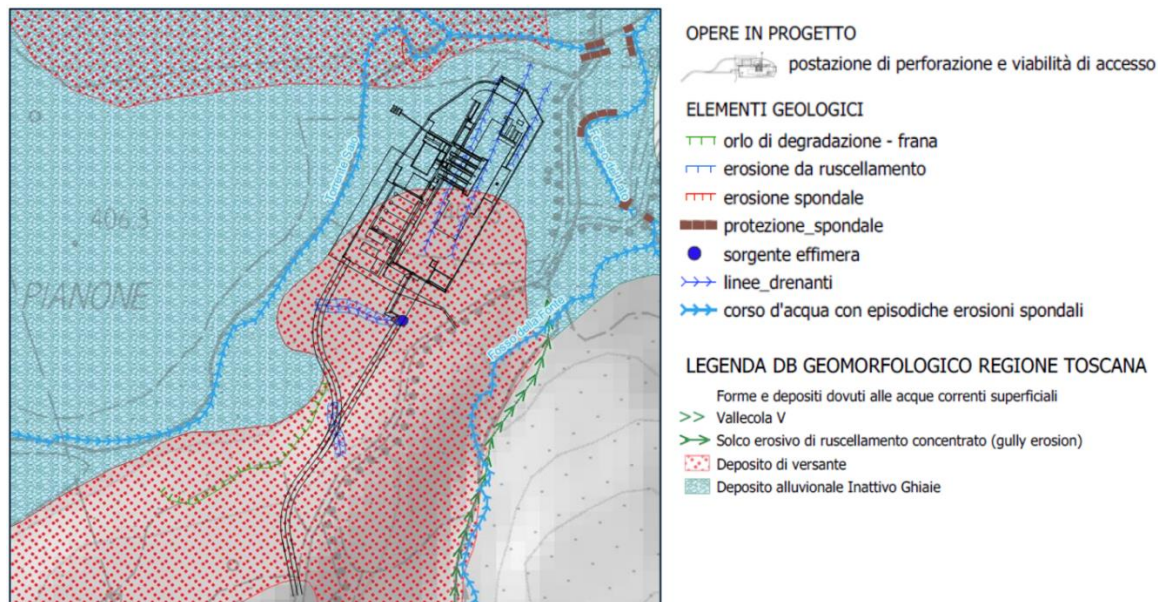 406.3
PIANONE
OPERE IN PROGETTO
postazione di perforazione e viabilità di accesso
ELEMENTI GEOLOGICI
orlo di degradazione - frana
erosione da ruscellamento
erosione spondale
protezione_spondale
sorgente effimera
linee_drenanti
corso d'acqua con episodiche erosioni spondali
LEGENDA DB GEOMORFOLOGICO REGIONE TOSCANA
Forme e depositi dovuti alle acque correnti superficiali
Vallecola V
Solco erosivo di ruscellamento concentrato (gully erosion)
Deposito di versante
Deposito alluvionale Inattivo Ghiaie